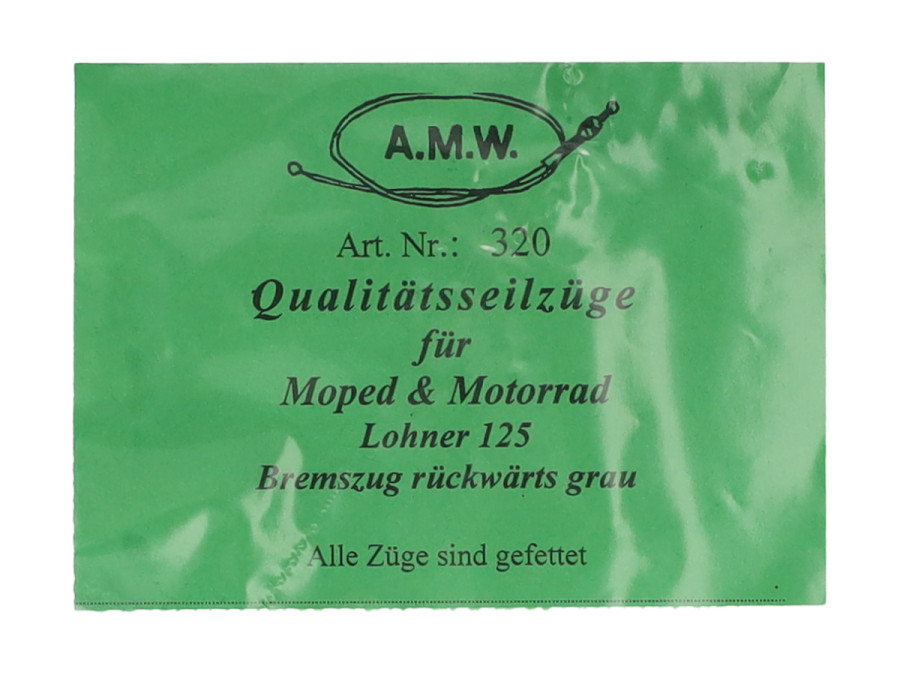 A.M.W.
Art. Nr.: 320
Qualitätsseilzüge
für
Moped & Motorrad
Lohner 125
Bremszug rückwärts grau
Alle Züge sind gefettet